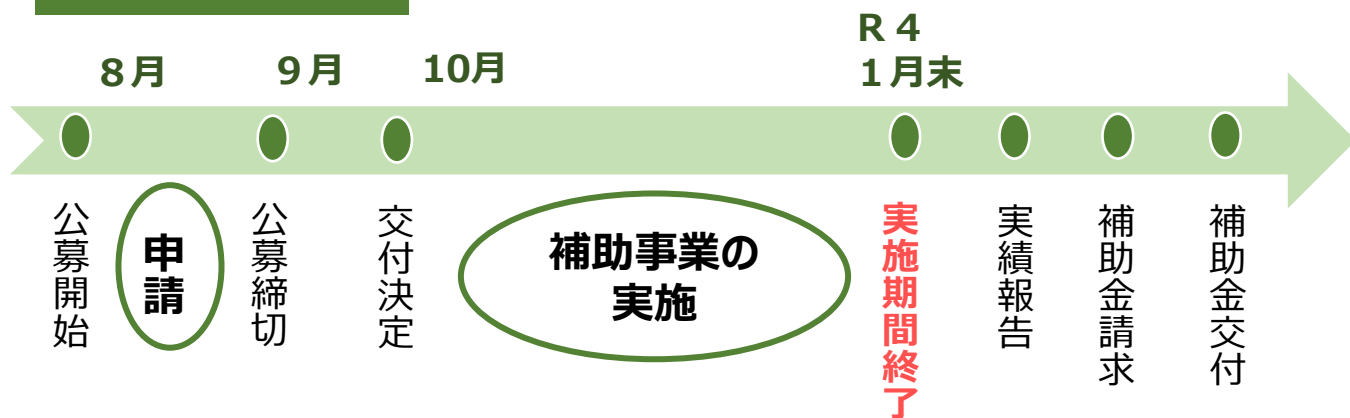 R4
8月
9月
10月
1月末
公募開始
申請
公募締切
交付決定
補助事業の
実施
実施期間終了
実績報告
補助金請求
補助金交付